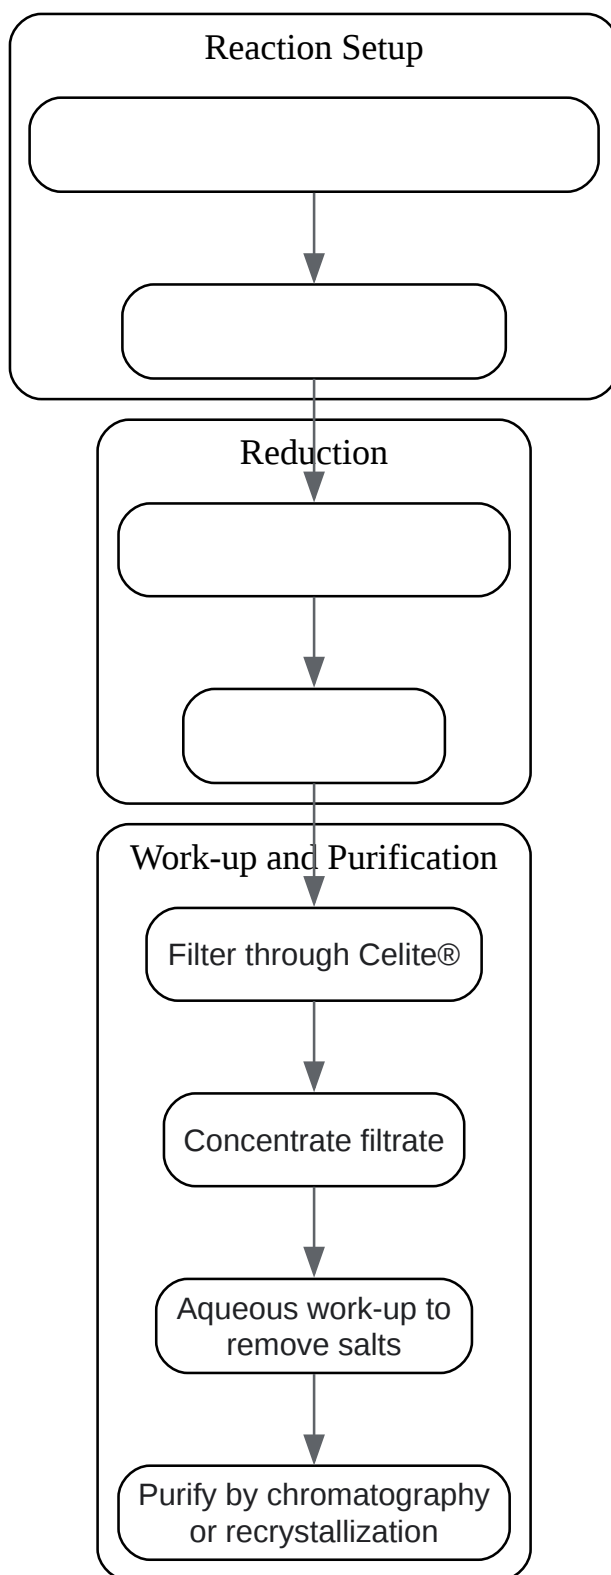 Reaction Setup
Reduction
Work-up and Purification
Filter through Celite®
Concentrate filtrate
Aqueous work-up to
remove salts
Purify by chromatography
or recrystallization